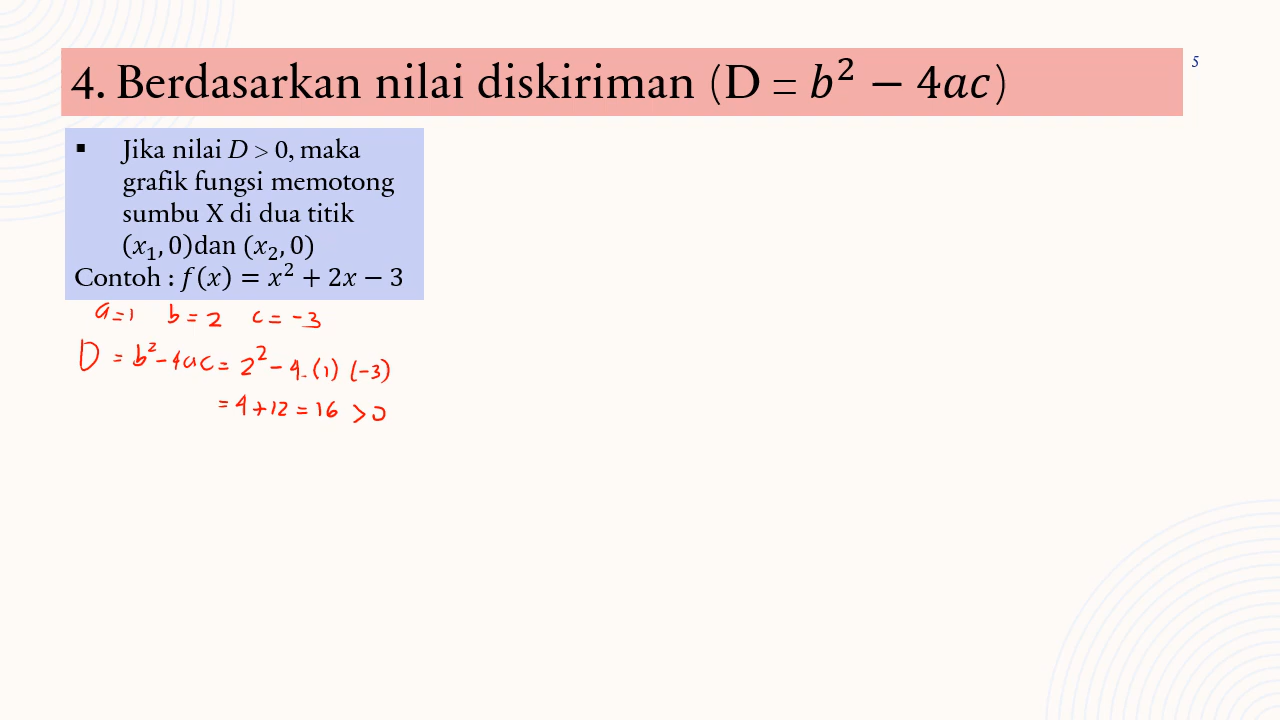 4. Berdasarkan nilai diskiriman (D = b² − 4ac)
5
▪ Jika nilai D > 0, maka
grafik fungsi memotong
sumbu X di dua titik
(x₁, 0)dan (x₂, 0)
Contoh : f(x) = x² + 2x − 3
a=1 b=2 c=-3
D = b²-4ac = 2² - 4.(1)(-3)
= 4+12 = 16 > 0